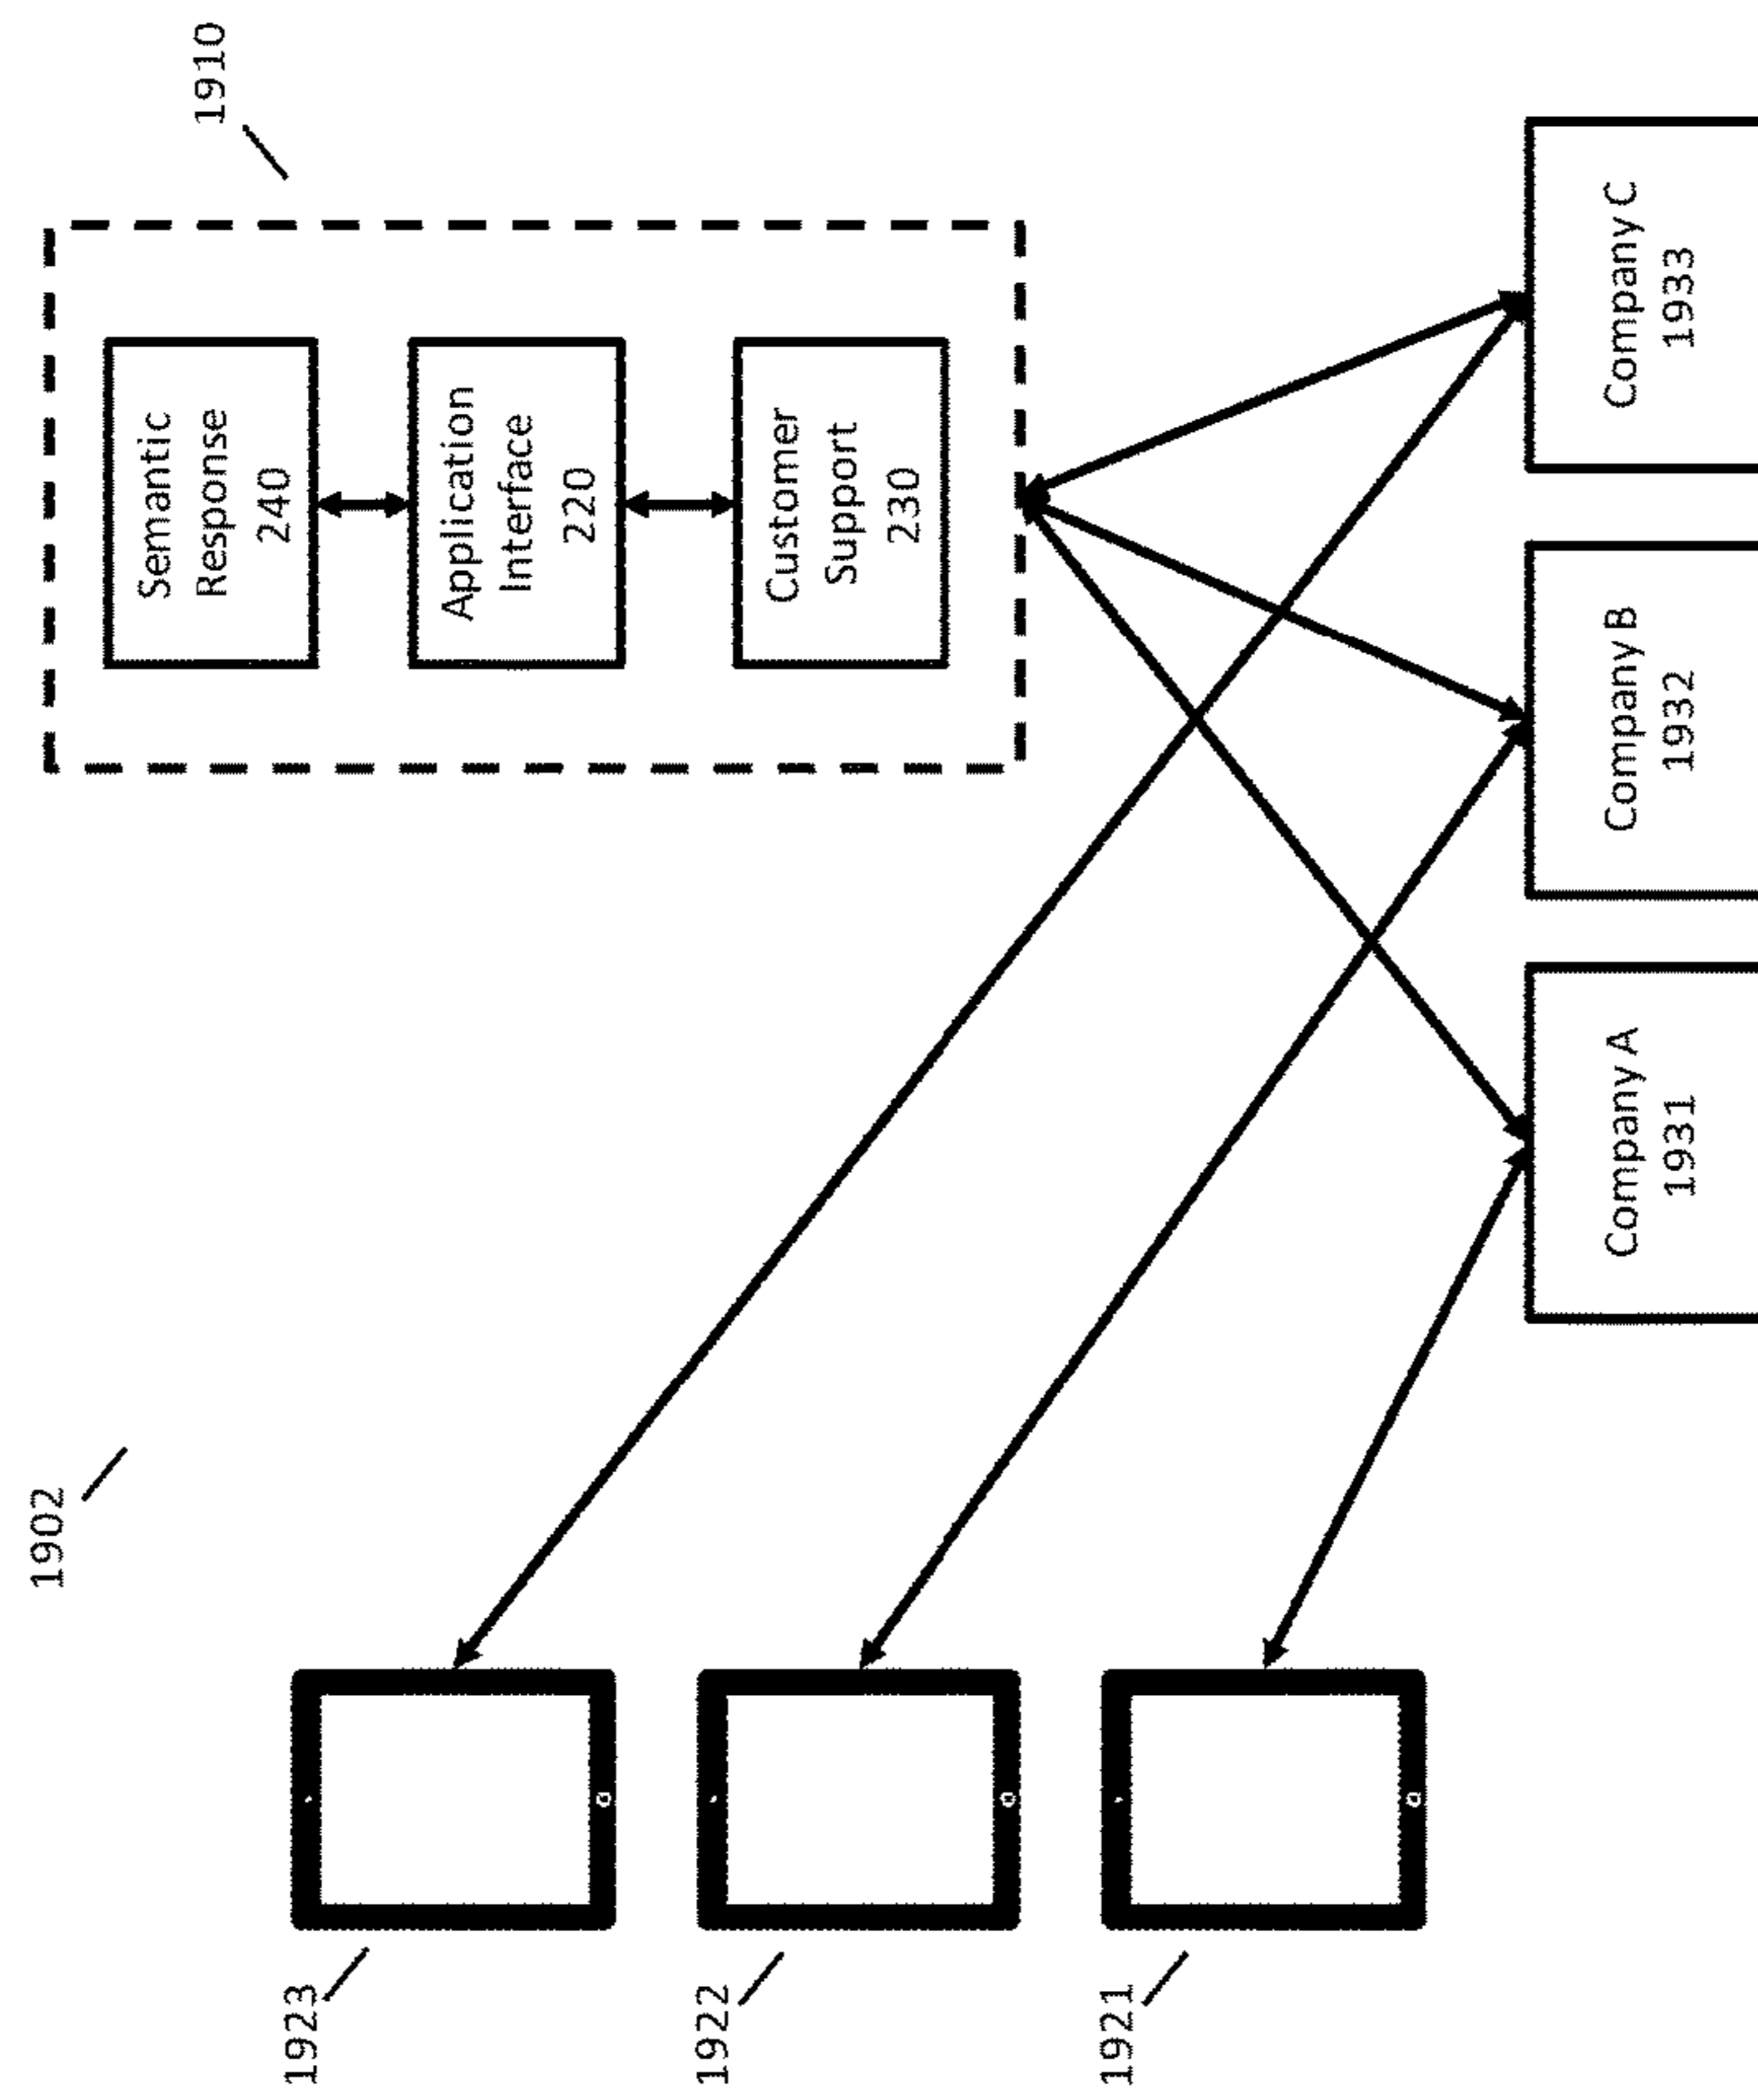 1902
1910
Semantic
Response
240
1923
Application
Interface
220
1922
Customer
Support
230
1921
Company A
1931
Company B
1932
Company C
1933